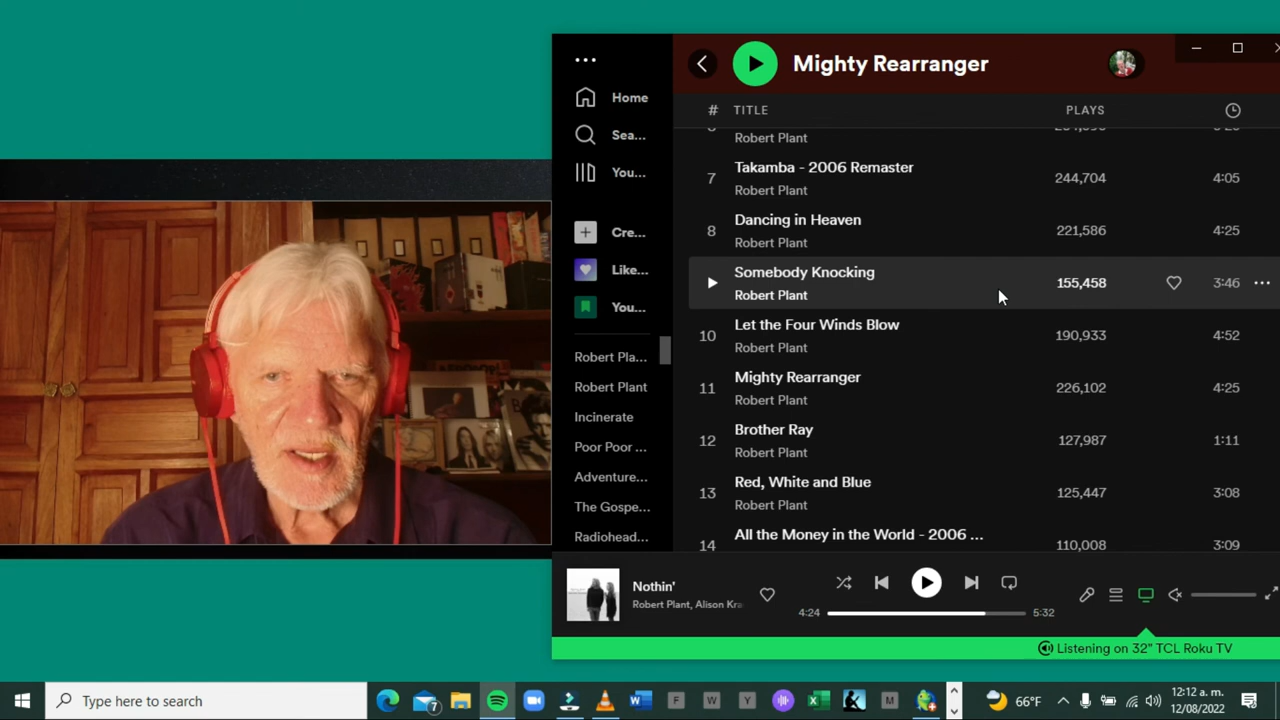 Mighty Rearranger
Home
Sea...
You...
Cre...
Like...
You...
Robert Pla...
Robert Plant
Incinerate
Poor Poor ...
Adventure...
The Gospe...
Radiohead...
# TITLE PLAYS
Robert Plant
7 Takamba - 2006 Remaster 244,704 4:05
Robert Plant
8 Dancing in Heaven 221,586 4:25
Robert Plant
Somebody Knocking 155,458 3:46
Robert Plant
10 Let the Four Winds Blow 190,933 4:52
Robert Plant
11 Mighty Rearranger 226,102 4:25
Robert Plant
12 Brother Ray 127,987 1:11
Robert Plant
13 Red, White and Blue 125,447 3:08
Robert Plant
14 All the Money in the World - 2006 ... 110,008 3:09
Nothin'
Robert Plant, Alison Kra
4:24 5:32
Listening on 32" TCL Roku TV
Type here to search
7
W
F
W
Y
M
66°F
12:12 a. m.
12/08/2022